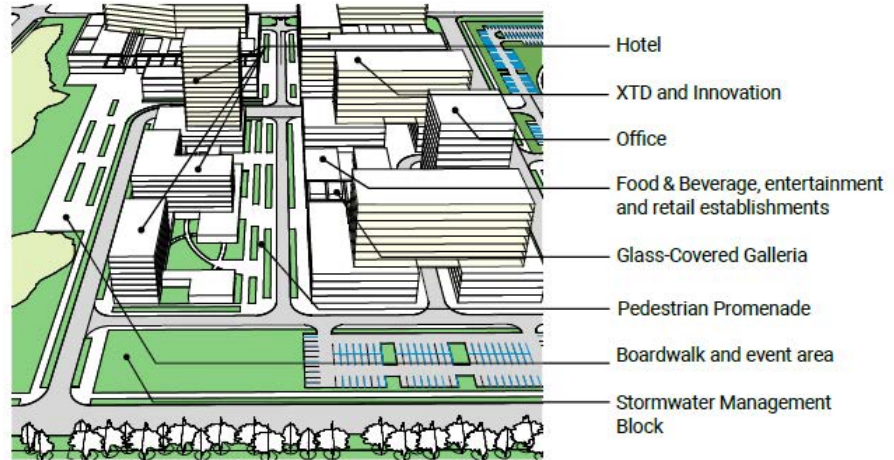 Hotel
XTD and Innovation
Office
Food & Beverage, entertainment
and retail establishments
Glass-Covered Galleria
Pedestrian Promenade
Boardwalk and event area
Stormwater Management
Block